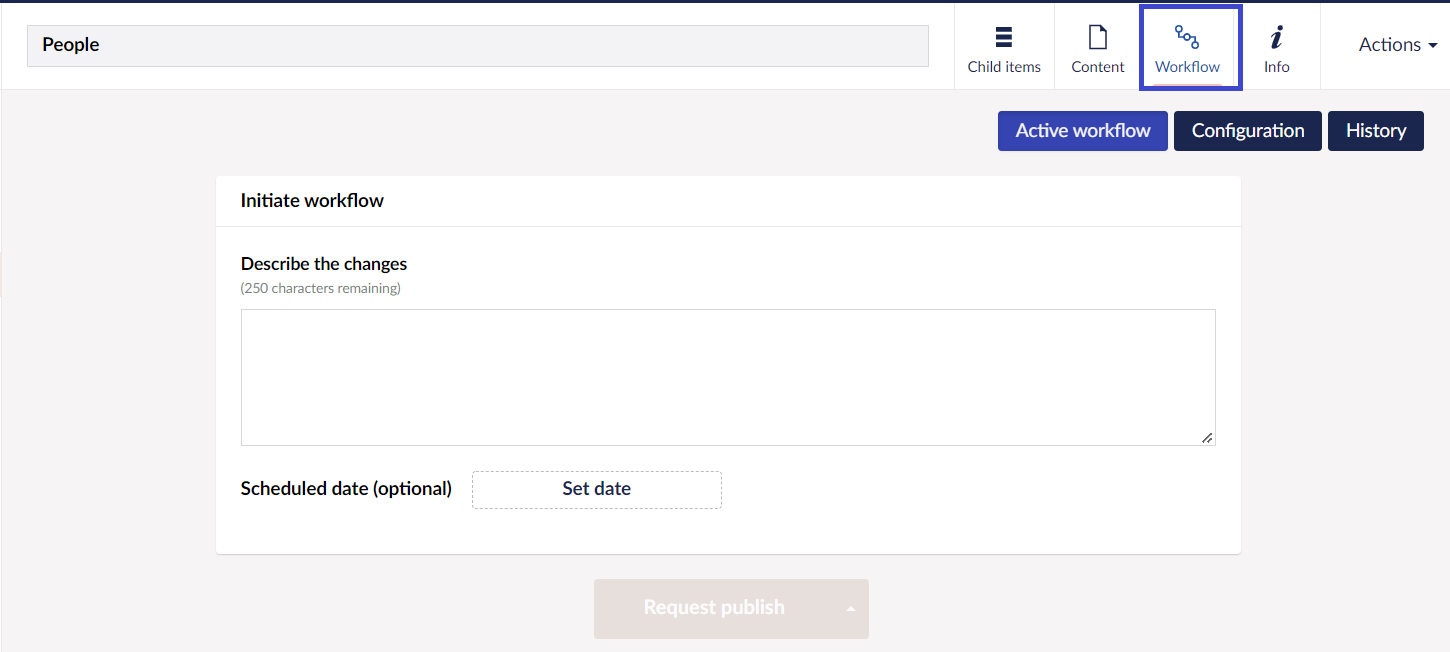 People
Child items
Content
Workflow
Info
Actions
Active workflow
Configuration
History
Initiate workflow
Describe the changes
(250 characters remaining)
Scheduled date (optional)
Set date
Request publish